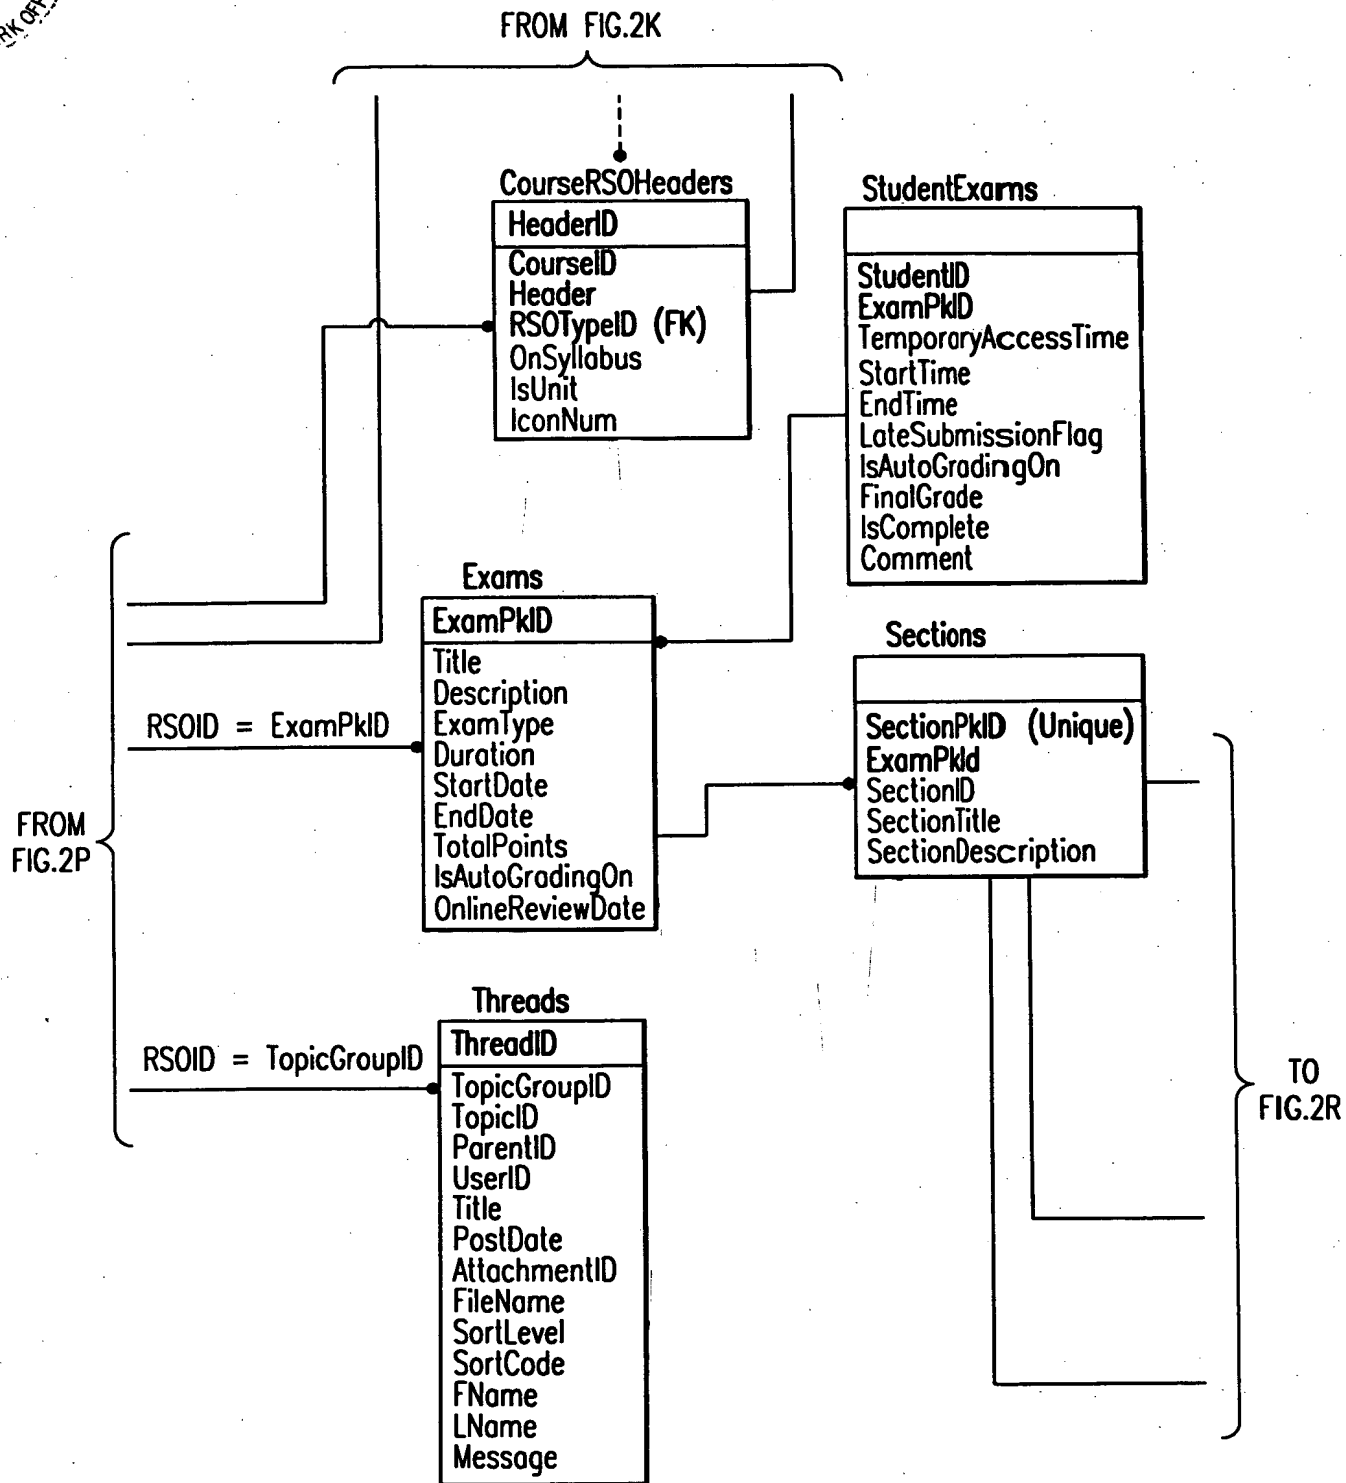 FROM FIG.2K
CourseRSOHeaders
HeaderID
CourseID
Header
RSOTypeID (FK)
OnSyllabus
IsUnit
IconNum
StudentExams
StudentID
ExamPkID
TemporaryAccessTime
StartTime
EndTime
LateSubmissionFlag
IsAutoGradingOn
FinalGrade
IsComplete
Comment
Exams
ExamPkID
Title
Description
ExamType
Duration
StartDate
EndDate
TotalPoints
IsAutoGradingOn
OnlineReviewDate
RSOID = ExamPkID
FROM
FIG.2P
Sections
SectionPkID (Unique)
ExamPkId
SectionID
SectionTitle
SectionDescription
Threads
ThreadID
TopicGroupID
TopicID
ParentID
UserID
Title
PostDate
AttachmentID
FileName
SortLevel
SortCode
FName
LName
Message
RSOID = TopicGroupID
TO
FIG.2R